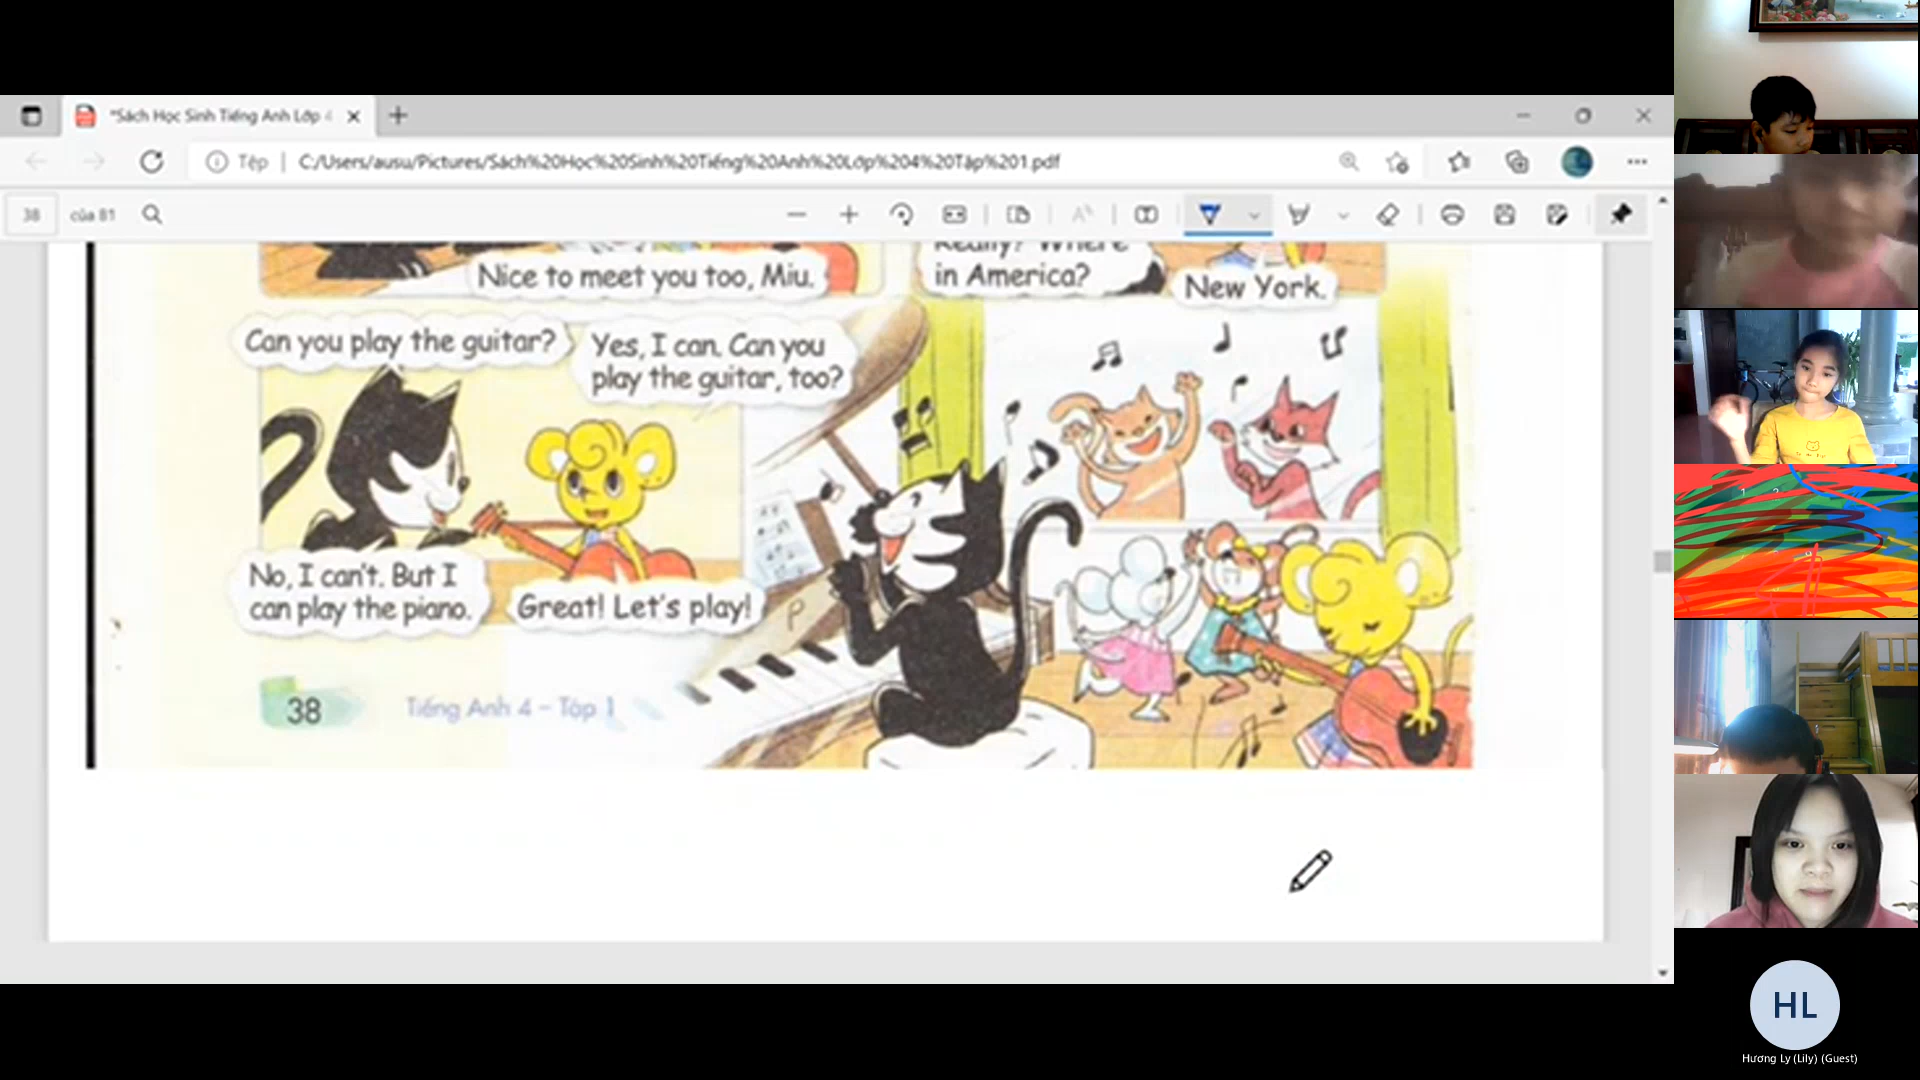 *Sách Học Sinh Tiếng Anh Lớp 4
Tệp
C:/Users/ausu/Pictures/Sách%20Học%20Sinh%20Tiếng%20Anh%20Lớp%204%20Tập%201.pdf
38
của 81
Nice to meet you too, Miu.
Really? Where
in America?
New York.
Can you play the guitar?
Yes, I can. Can you
play the guitar, too?
No, I can't. But I
can play the piano.
Great! Let's play!
38
Tiếng Anh 4 – Tập 1
HL
Hương Ly (Lily) (Guest)